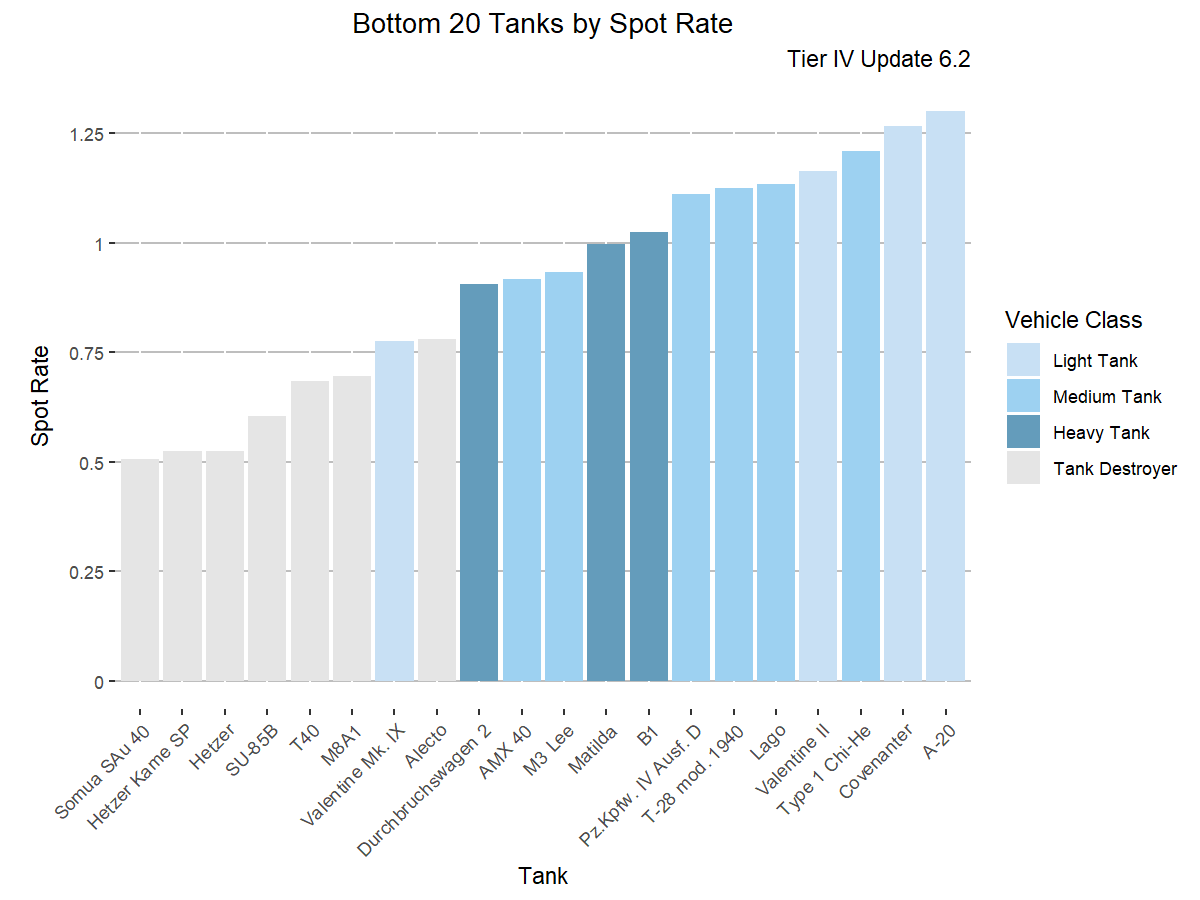 Bottom 20 Tanks by Spot Rate
Tier IV Update 6.2
Spot Rate
1.25
1
0.75
0.5
0.25
0
Somua SAu 40
Hetzer Kame SP
Hetzer
SU-85B
T40
M8A1
Valentine Mk. IX
Alecto
Durchbruchswagen 2
AMX 40
M3 Lee
Matilda
B1
Pz.Kpfw. IV Ausf. D
T-28 mod. 1940
Lago
Valentine II
Type 1 Chi-He
Covenanter
A-20
Tank
Vehicle Class
Light Tank
Medium Tank
Heavy Tank
Tank Destroyer